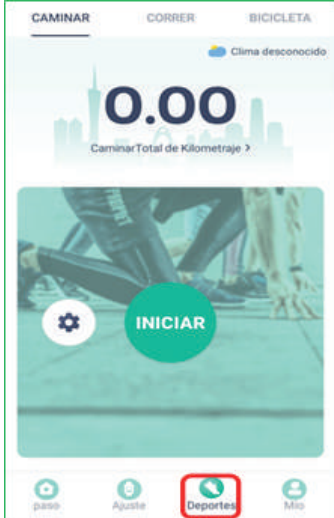 CAMINAR CORRER BICICLETA
Clima desconocido
0.00
CaminarTotal de Kilometraje >
INICIAR
paso Ajuste Deportes Mio